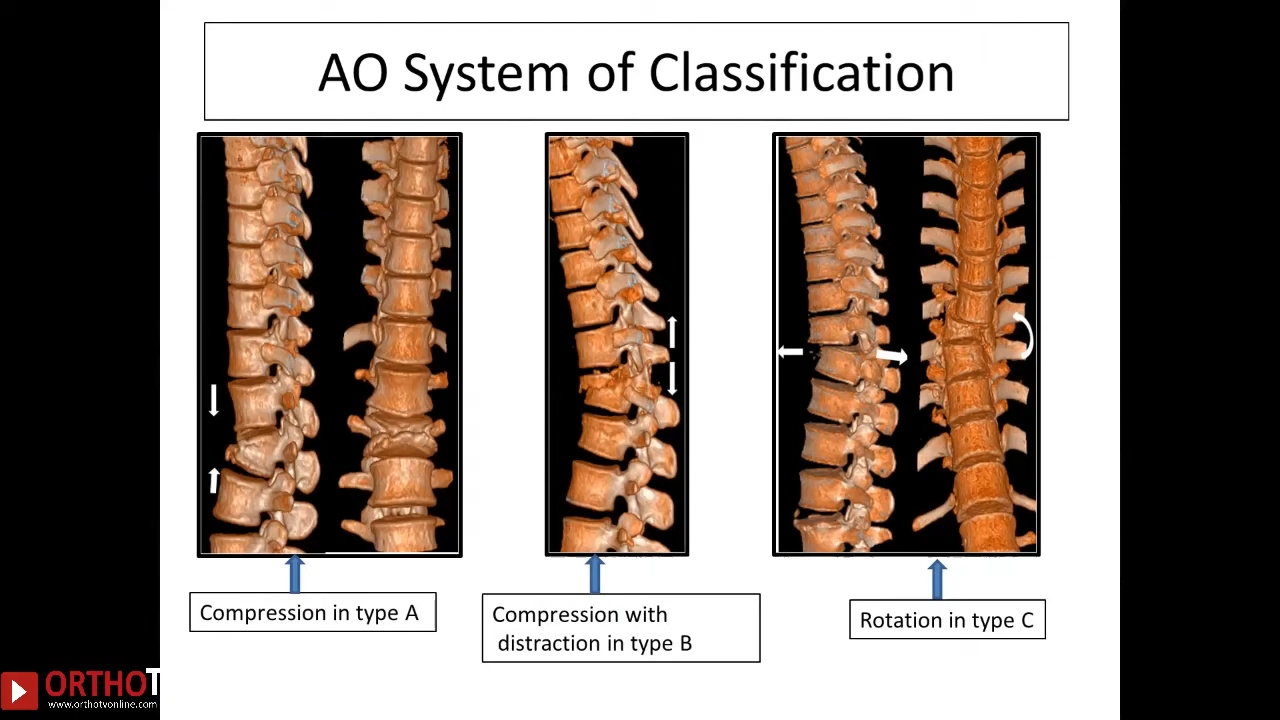 AO System of Classification
Compression in type A
Compression with
distraction in type B
Rotation in type C
ORTHOT
www.orthotvonline.com